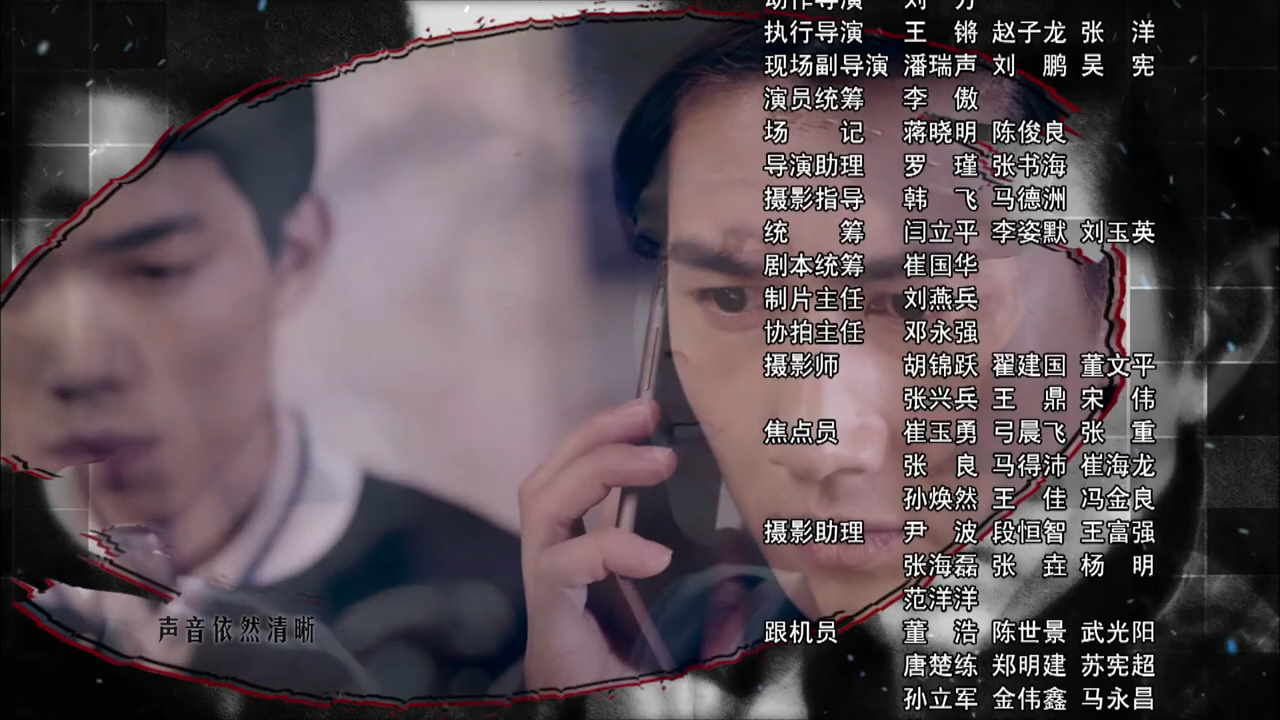 动作导演 刘 力
执行导演 王 锵 赵子龙 张 洋
现场副导演 潘瑞声 刘 鹏 吴 宪
演员统筹 李 傲
场 记 蒋晓明 陈俊良
导演助理 罗 瑾 张书海
摄影指导 韩 飞 马德洲
统 筹 闫立平 李姿默 刘玉英
剧本统筹 崔国华
制片主任 刘燕兵
协拍主任 邓永强
摄影师 胡锦跃 翟建国 董文平
张兴兵 王 鼎 宋 伟
焦点员 崔玉勇 弓晨飞 张 重
张 良 马得沛 崔海龙
孙焕然 王 佳 冯金良
摄影助理 尹 波 段恒智 王富强
张海磊 张 垚 杨 明
范洋洋
跟机员 董 浩 陈世景 武光阳
唐楚练 郑明建 苏宪超
孙立军 金伟鑫 马永昌
声音依然清晰